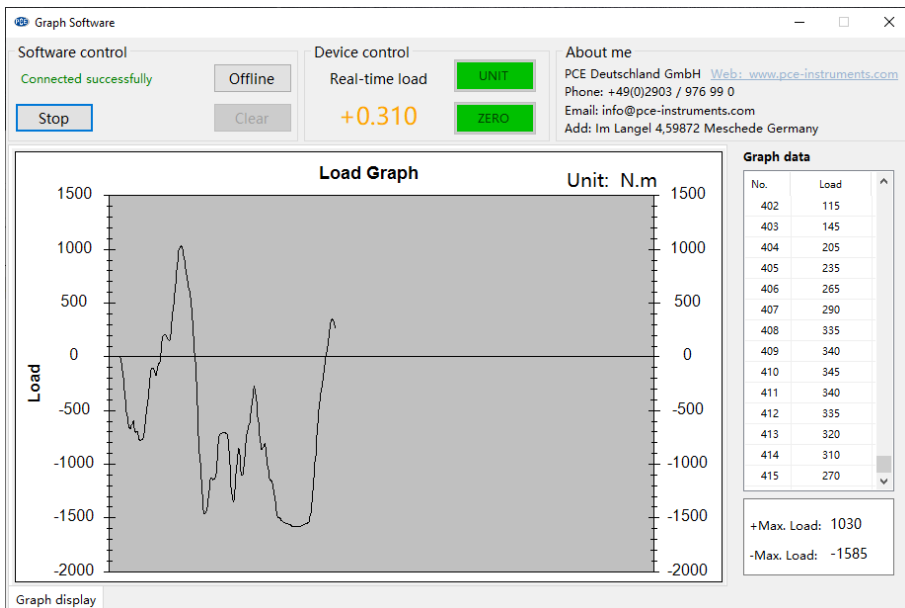 PCE Graph Software
Software control
Connected successfully
Offline
Stop
Clear
Device control
Real-time load
UNIT
+0.310
ZERO
About me
PCE Deutschland GmbH Web：www.pce-instruments.com
Phone: +49(0)2903 / 976 99 0
Email: info@pce-instruments.com
Add: Im Langel 4,59872 Meschede Germany
Load Graph
Unit: N.m
1500
1000
500
0
-500
-1000
-1500
-2000
Load
1500
1000
500
0
-500
-1000
-1500
-2000
Graph data
No. Load
402 115
403 145
404 205
405 235
406 265
407 290
408 335
409 340
410 345
411 340
412 335
413 320
414 310
415 270
+Max. Load: 1030
-Max. Load: -1585
Graph display